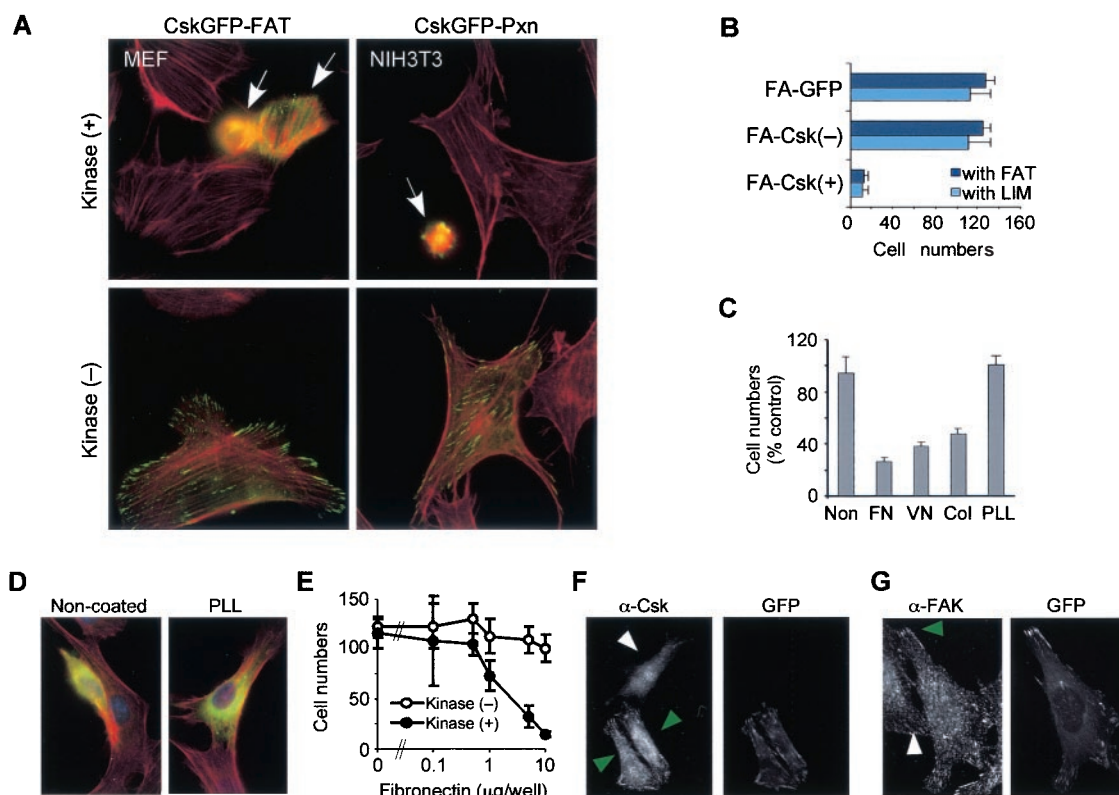 A
CskGFP-FAT
CskGFP-Pxn
Kinase (+)
MEF
NIH3T3
Kinase (–)
B
FA-GFP
FA-Csk(–)
FA-Csk(+)
with FAT
with LIM
0 40 80 120 160
Cell numbers
C
Cell numbers
(% control)
120
80
40
0
Non FN VN Col PLL
D
Non-coated
PLL
E
Cell numbers
150
100
50
0
Kinase (–)
Kinase (+)
0 0.1 1 10
Fibronectin (μg/well)
F
α-Csk
GFP
G
α-FAK
GFP